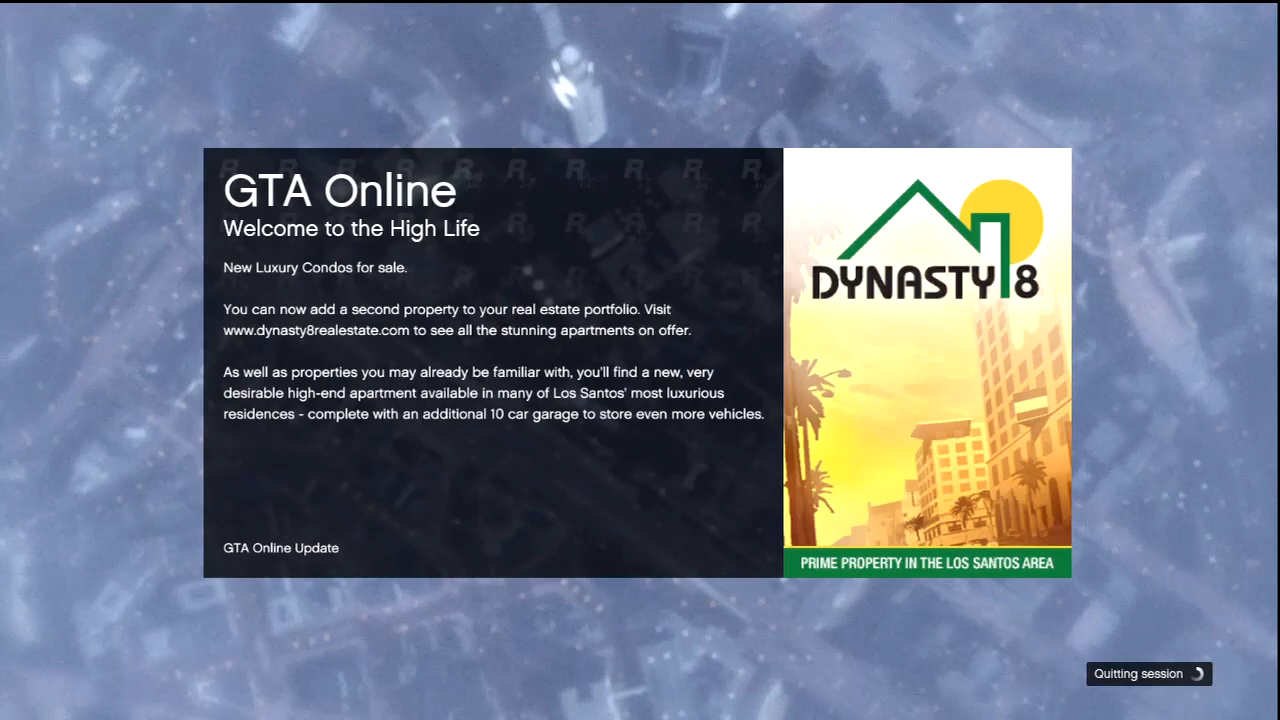 GTA Online
Welcome to the High Life
New Luxury Condos for sale.
You can now add a second property to your real estate portfolio. Visit
www.dynasty8realestate.com to see all the stunning apartments on offer.
As well as properties you may already be familiar with, you'll find a new, very
desirable high-end apartment available in many of Los Santos' most luxurious
residences - complete with an additional 10 car garage to store even more vehicles.
GTA Online Update
DYNASTY 8
PRIME PROPERTY IN THE LOS SANTOS AREA
Quitting session